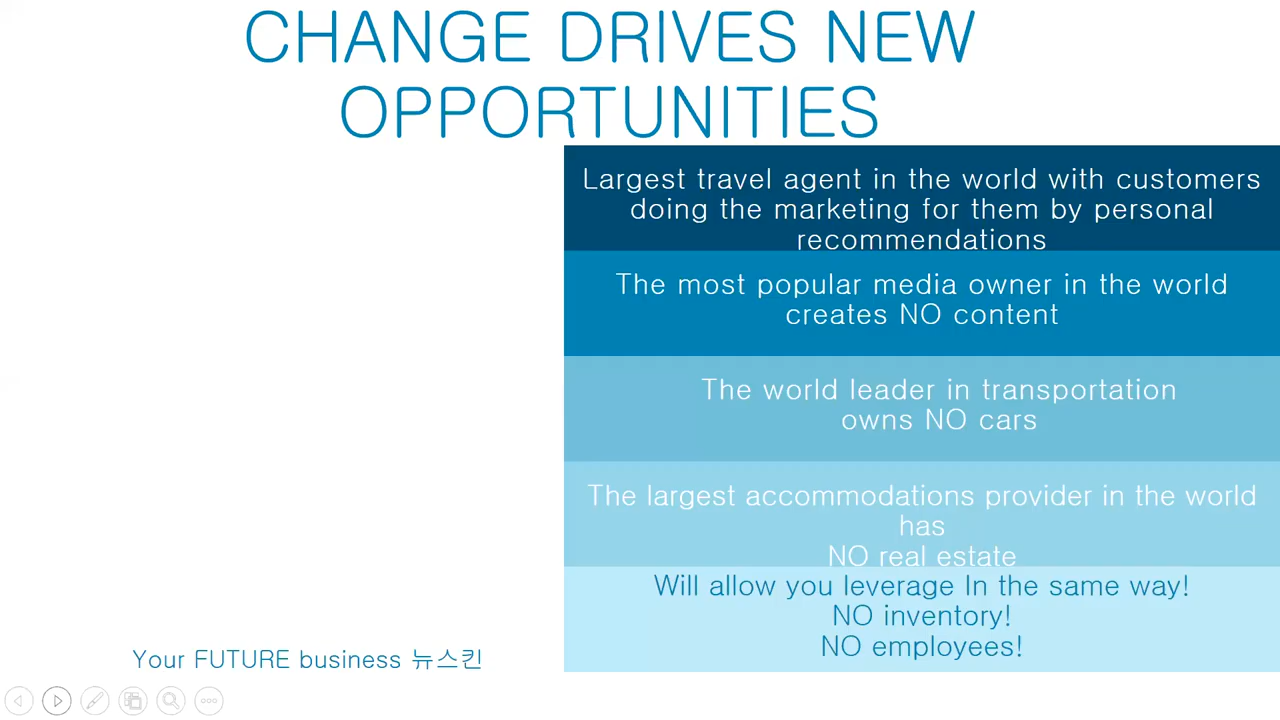 CHANGE DRIVES NEW
OPPORTUNITIES
Largest travel agent in the world with customers
doing the marketing for them by personal
recommendations
The most popular media owner in the world
creates NO content
The world leader in transportation
owns NO cars
The largest accommodations provider in the world
has
NO real estate
Will allow you leverage In the same way!
NO inventory!
NO employees!
Your FUTURE business 뉴스킨